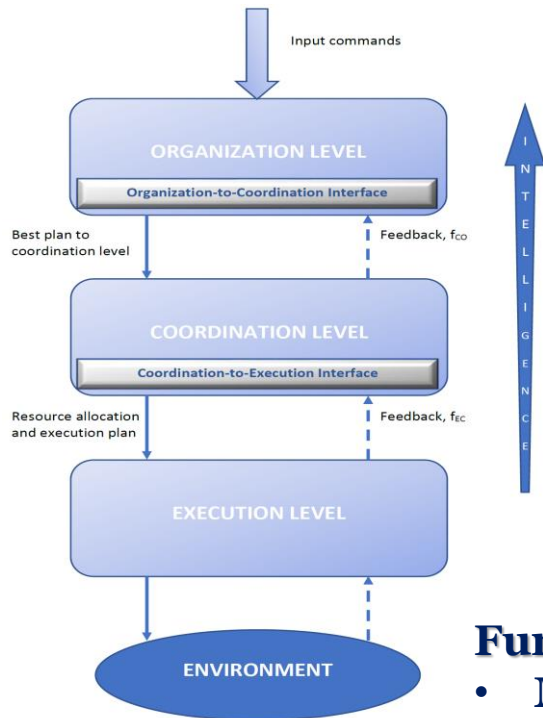 Input commands
ORGANIZATION LEVEL
Organization-to-Coordination Interface
Best plan to
coordination level
Feedback, fCO
COORDINATION LEVEL
Coordination-to-Execution Interface
Resource allocation
and execution plan
Feedback, fEC
EXECUTION LEVEL
ENVIRONMENT
INTELLIGENCE